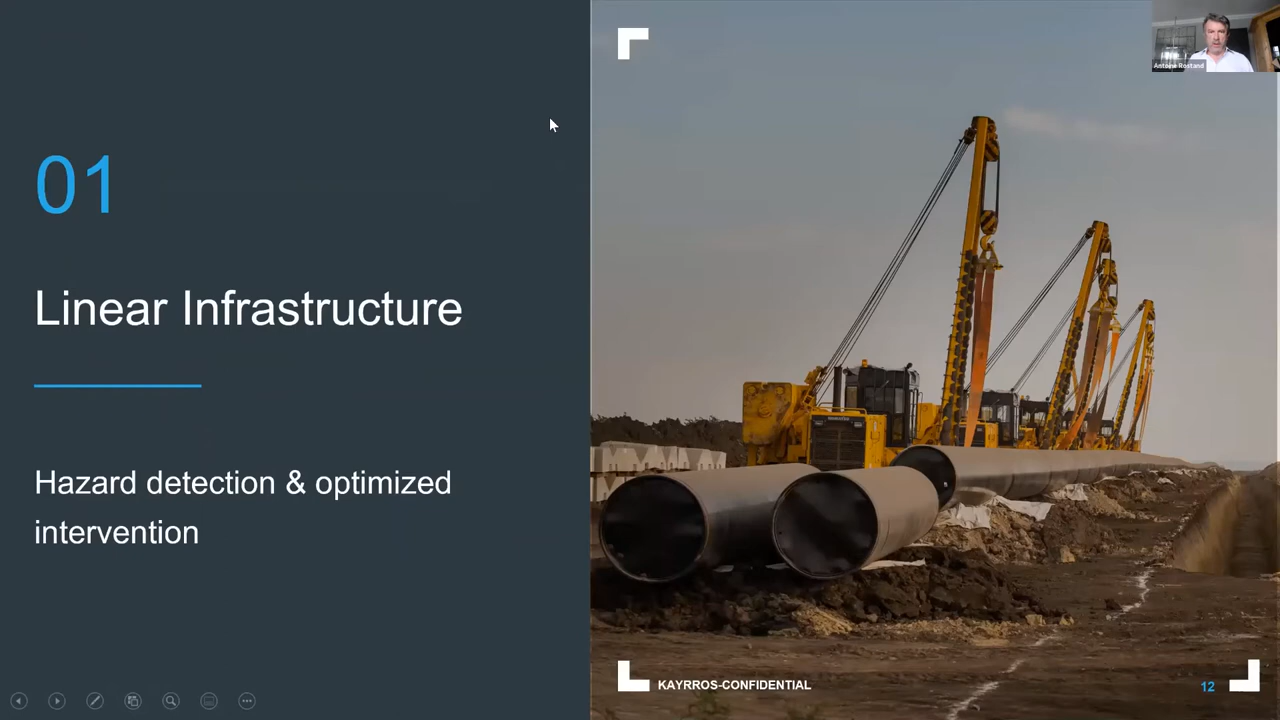 01
Linear Infrastructure
Hazard detection & optimized
intervention
Antoine Rostand
KAYRROS-CONFIDENTIAL
12